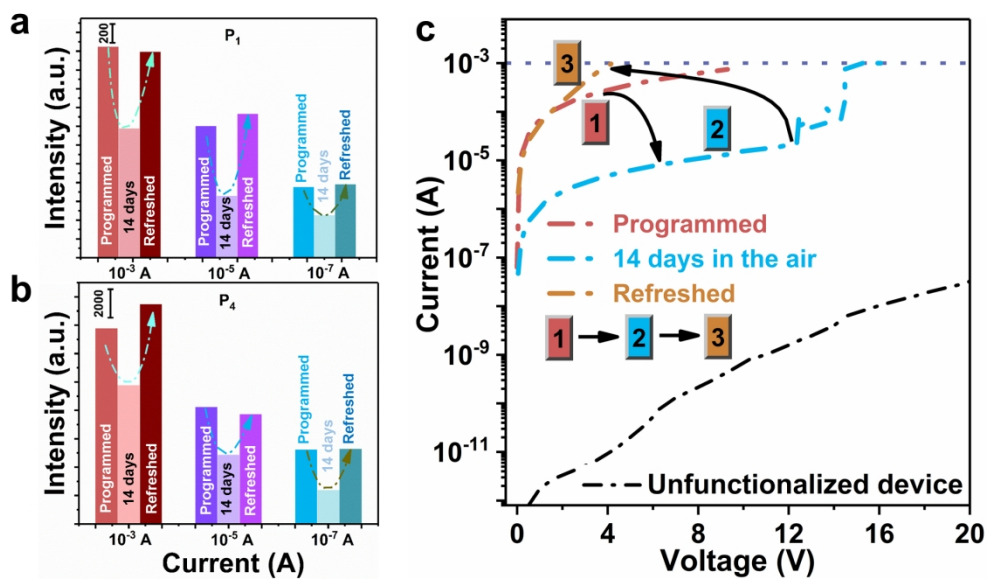 a
P1
200
Intensity (a.u.)
Programmed
14 days
Refreshed
Programmed
14 days
Refreshed
Programmed
14 days
Refreshed
10-3 A
10-5 A
10-7 A
b
P4
2000
Intensity (a.u.)
Programmed
14 days
Refreshed
Programmed
14 days
Refreshed
Programmed
14 days
Refreshed
10-3 A
10-5 A
10-7 A
Current (A)
c
10-3
10-5
10-7
10-9
10-11
Current (A)
3
1
2
Programmed
14 days in the air
Refreshed
1
2
3
Unfunctionalized device
0
4
8
12
16
20
Voltage (V)